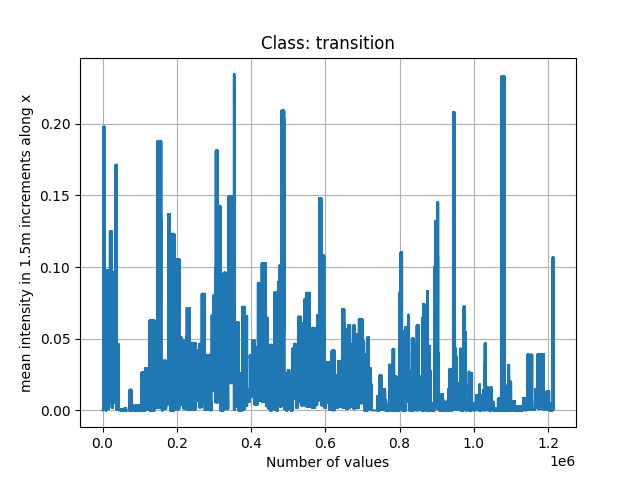 Class: transition
mean intensity in 1.5m increments along x
0.20
0.15
0.10
0.05
0.00
0.0 0.2 0.4 0.6 0.8 1.0 1.2
1e6
Number of values